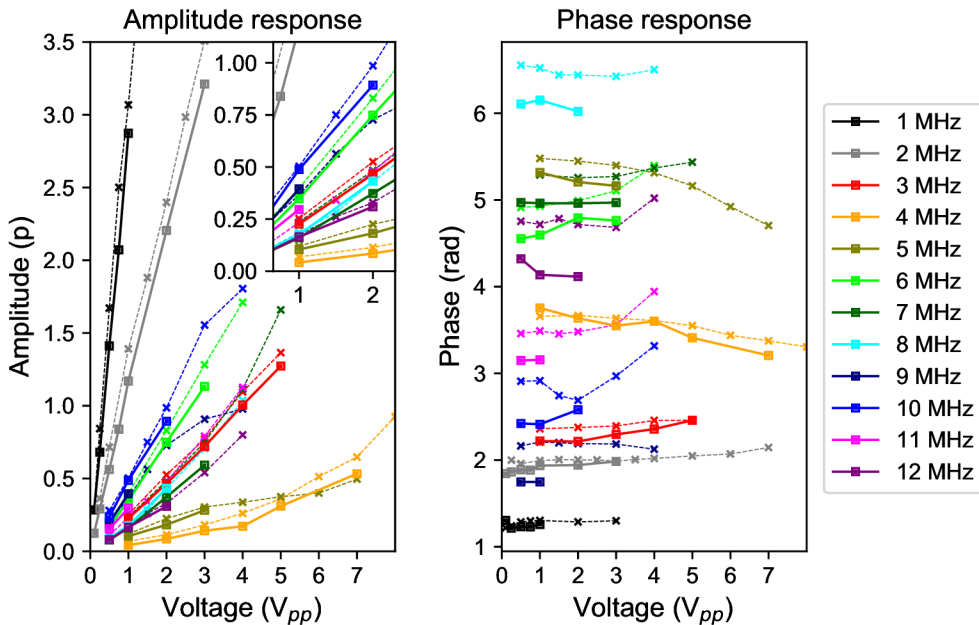 Amplitude response
Phase response
3.5
3.0
2.5
2.0
1.5
1.0
0.5
0.0
Amplitude (p)
0
1
2
3
4
5
6
7
Voltage (Vpp)
1.00
0.75
0.50
0.25
0.00
1
2
6
5
4
3
2
1
Phase (rad)
0
1
2
3
4
5
6
7
Voltage (Vpp)
1 MHz
2 MHz
3 MHz
4 MHz
5 MHz
6 MHz
7 MHz
8 MHz
9 MHz
10 MHz
11 MHz
12 MHz